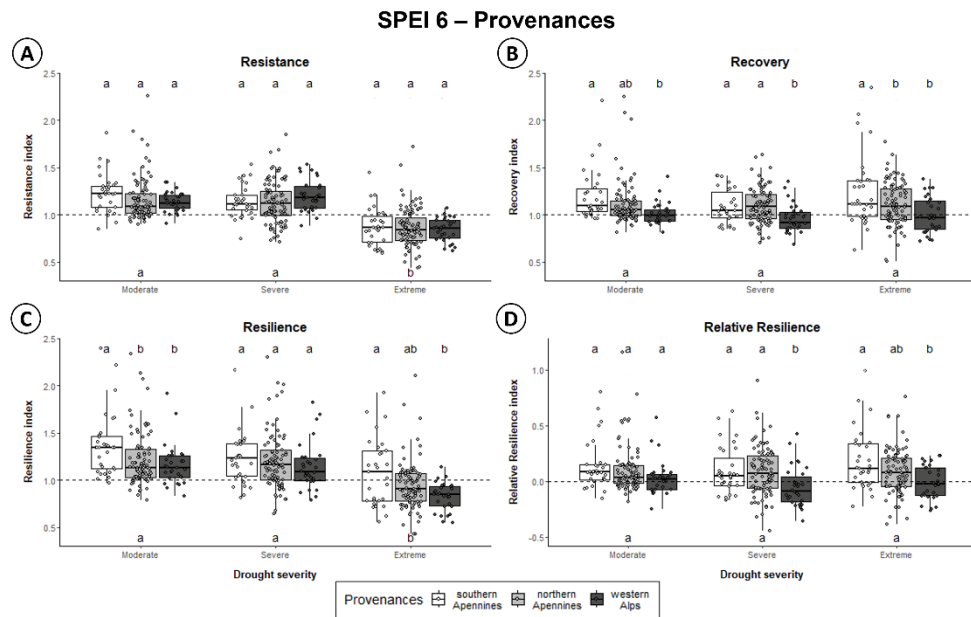 SPEI 6 – Provenances
A
Resistance
2.5
2.0
1.5
1.0
0.5
Resistance index
a a a a a a a a a
a a b
Moderate Severe Extreme
B
Recovery
2.5
2.0
1.5
1.0
0.5
Recovery index
a ab b a a b a b b
a a a
Moderate Severe Extreme
C
Resilience
2.5
2.0
1.5
1.0
0.5
Resilience index
a b b a a a a ab b
a a b
Moderate Severe Extreme
Drought severity
D
Relative Resilience
1.0
0.5
0.0
-0.5
Relative Resilience index
a a a a a b a ab b
a a a
Moderate Severe Extreme
Drought severity
Provenances
southern
Apennines
northern
Apennines
western
Alps